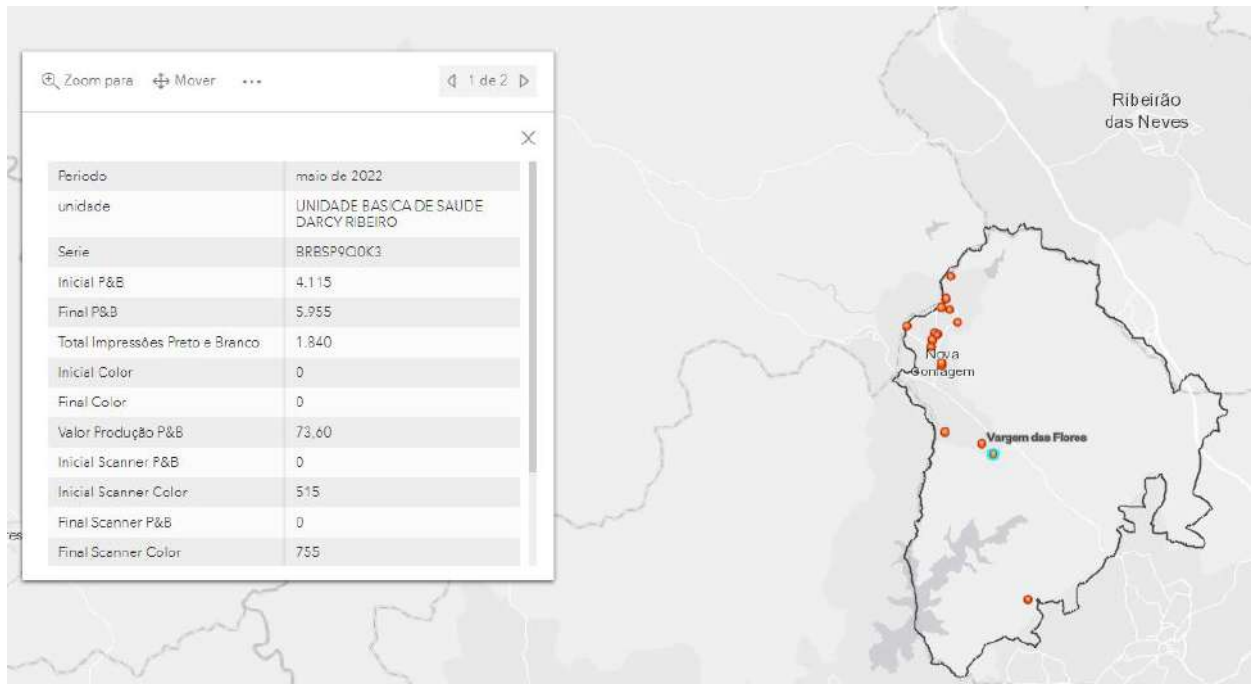 Zoom para Mover ... 1 de 2
Periodo maio de 2022
unidade UNIDADE BASICA DE SAUDE
DARCY RIBEIRO
Serie
Inicial P&B 4.115
Final P&B 5.955
Total Impressões Preto e Branco 1.840
Inicial Color 0
Final Color 0
Valor Produção P&B 73,60
Inicial Scanner P&B 0
Inicial Scanner Color 515
Final Scanner P&B 0
Final Scanner Color 755
Ribeirão
das Neves
Nova
Contagem
Vargem das Flores